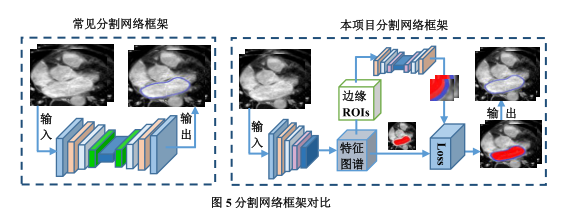 常见分割网络框架
本项目分割网络框架
输入
输出
输入
边缘
ROIs
特征
图谱
Loss
输出
图 5 分割网络框架对比